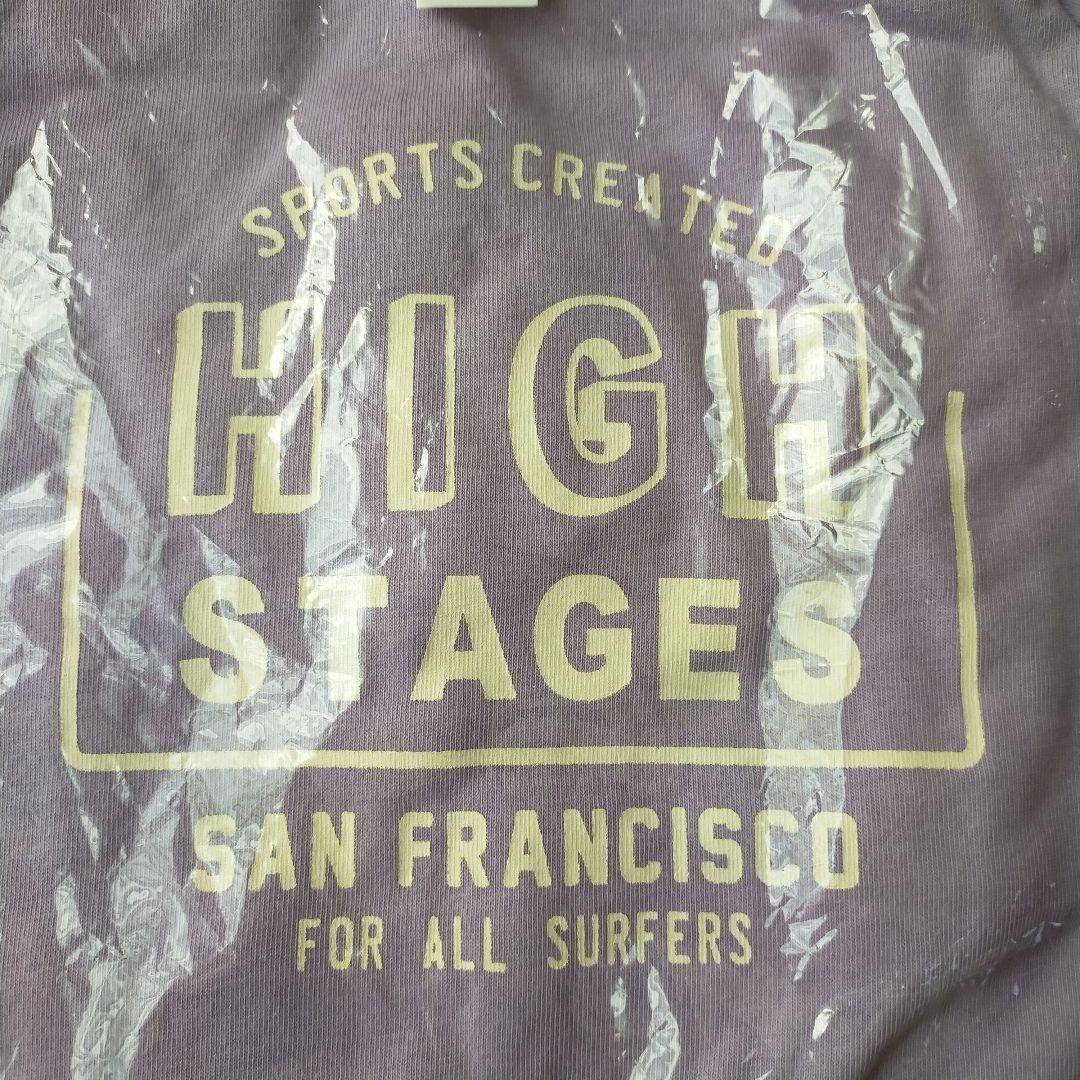 SPORTS CREATED
HIGH
STAGES
SAN FRANCISCO
FOR ALL SURFERS